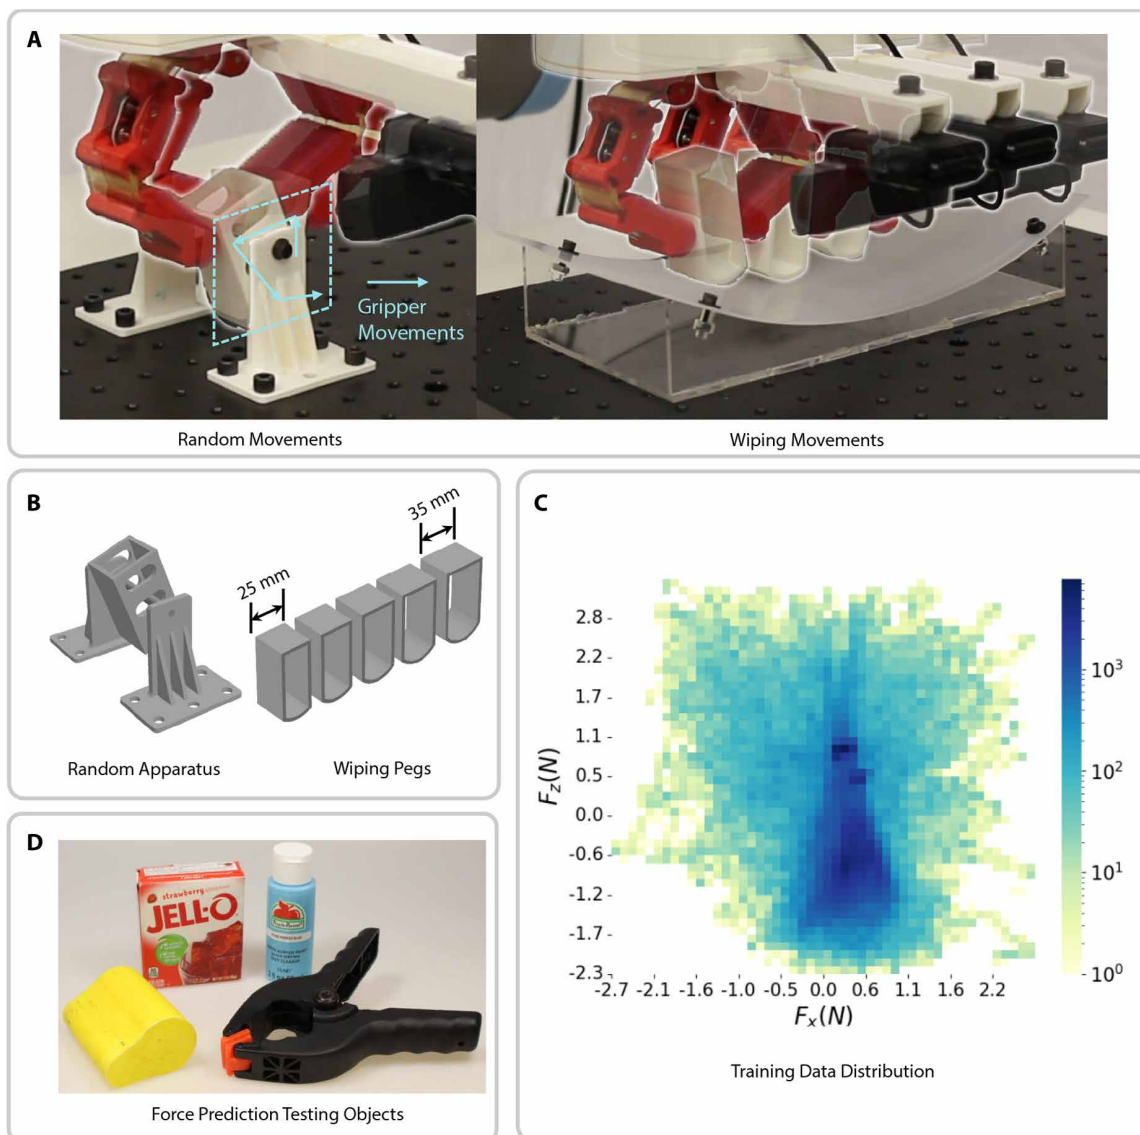 A
Gripper
Movements
Random Movements
Wiping Movements
B
35 mm
25 mm
Random Apparatus
Wiping Pegs
C
2.8
2.2
1.7
1.1
0.5
0.0
-0.6
-1.2
-1.7
-2.3
Fz(N)
-2.7 -2.1 -1.6 -1.0 -0.5 0.0 0.6 1.1 1.6 2.2
Fx(N)
10³
10²
10¹
10⁰
Training Data Distribution
D
strawberry
JELL-O
Force Prediction Testing Objects